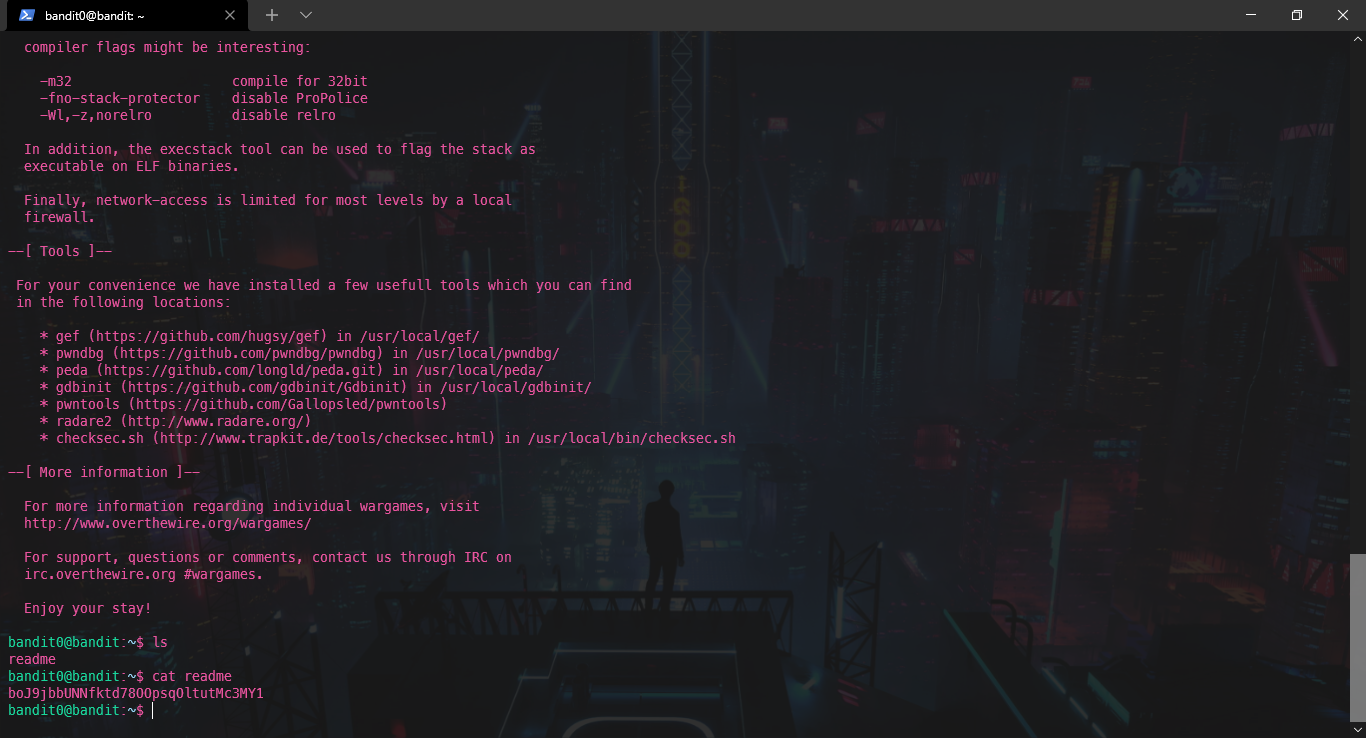 bandit0@bandit: ~
compiler flags might be interesting:
-m32 compile for 32bit
-fno-stack-protector disable ProPolice
-Wl,-z,norelro disable relro
In addition, the execstack tool can be used to flag the stack as
executable on ELF binaries.
Finally, network-access is limited for most levels by a local
firewall.
--[ Tools ]--
For your convenience we have installed a few usefull tools which you can find
in the following locations:
* gef (https://github.com/hugsy/gef) in /usr/local/gef/
* pwndbg (https://github.com/pwndbg/pwndbg) in /usr/local/pwndbg/
* peda (https://github.com/longld/peda.git) in /usr/local/peda/
* gdbinit (https://github.com/gdbinit/Gdbinit) in /usr/local/gdbinit/
* pwntools (https://github.com/Gallopsled/pwntools)
* radare2 (http://www.radare.org/)
* checksec.sh (http://www.trapkit.de/tools/checksec.html) in /usr/local/bin/checksec.sh
--[ More information ]--
For more information regarding individual wargames, visit
http://www.overthewire.org/wargames/
For support, questions or comments, contact us through IRC on
irc.overthewire.org #wargames.
Enjoy your stay!
bandit0@bandit:~$ ls
readme
bandit0@bandit:~$ cat readme
boJ9jbbUNNfktd78OOpsqOltutMc3MY1
bandit0@bandit:~$